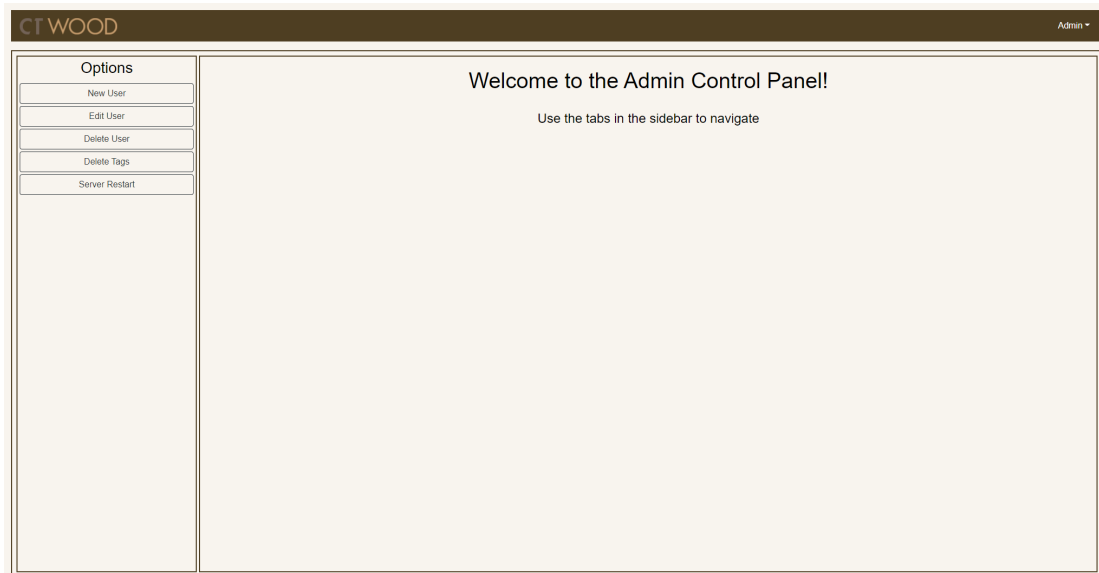 CT WOOD
Admin
Options
New User
Edit User
Delete User
Delete Tags
Server Restart
Welcome to the Admin Control Panel!
Use the tabs in the sidebar to navigate